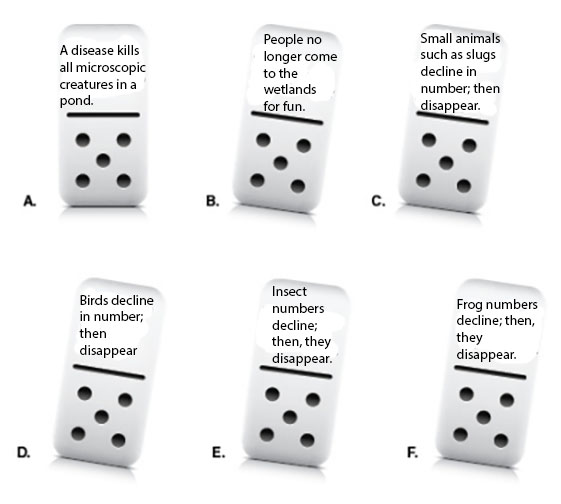 A disease kills
all microscopic
creatures in a
pond.
A.
People no
longer come
to the
wetlands
for fun.
B.
Small animals
such as slugs
decline in
number; then
disappear.
C.
Birds decline
in number;
then
disappear
D.
Insect
numbers
decline;
then, they
disappear.
E.
Frog numbers
decline; then,
they
disappear.
F.